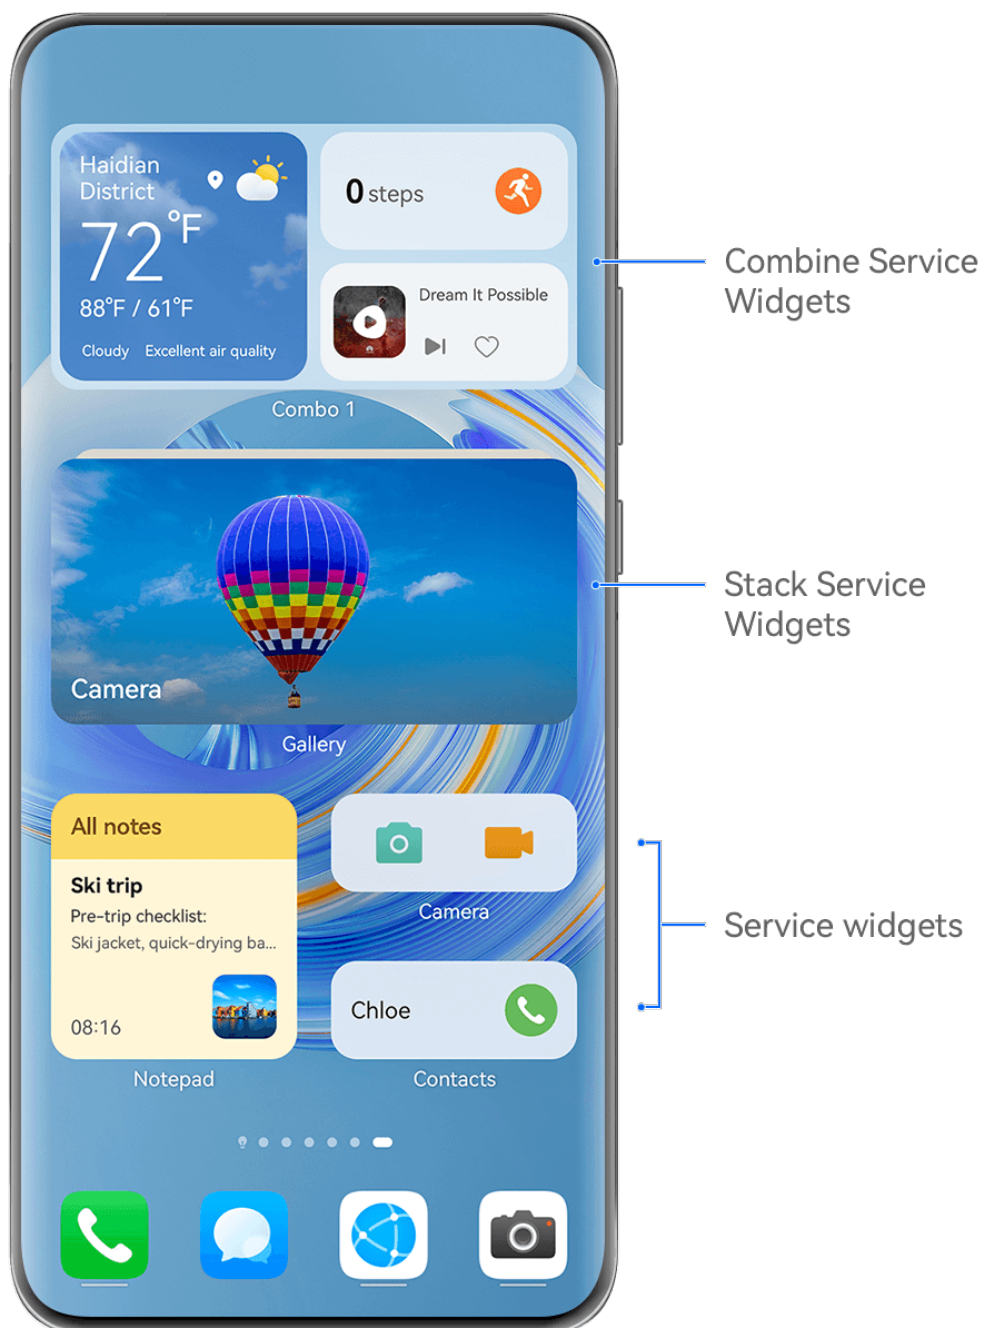 Haidian
District
72°F
88°F / 61°F
Cloudy Excellent air quality
0 steps
Dream It Possible
Combo 1
Combine Service
Widgets
Camera
Gallery
Stack Service
Widgets
All notes
Ski trip
Pre-trip checklist:
Ski jacket, quick-drying ba...
08:16
Notepad
Camera
Chloe
Contacts
Service widgets